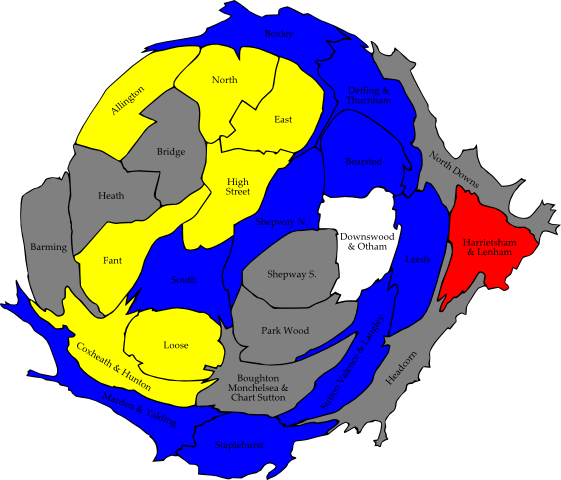 Boxley
North
Allington
Detling &
Thurnham
East
Bridge
Bearsted
North Downs
Heath
High
Street
Shepway N.
Downswood
& Otham
Barming
Harrietsham
& Lenham
Fant
South
Shepway S.
Leeds
Park Wood
Loose
Coxheath & Hunton
Sutton Valence & Langley
Headcorn
Boughton
Monchelsea &
Chart Sutton
Marden & Yalding
Staplehurst